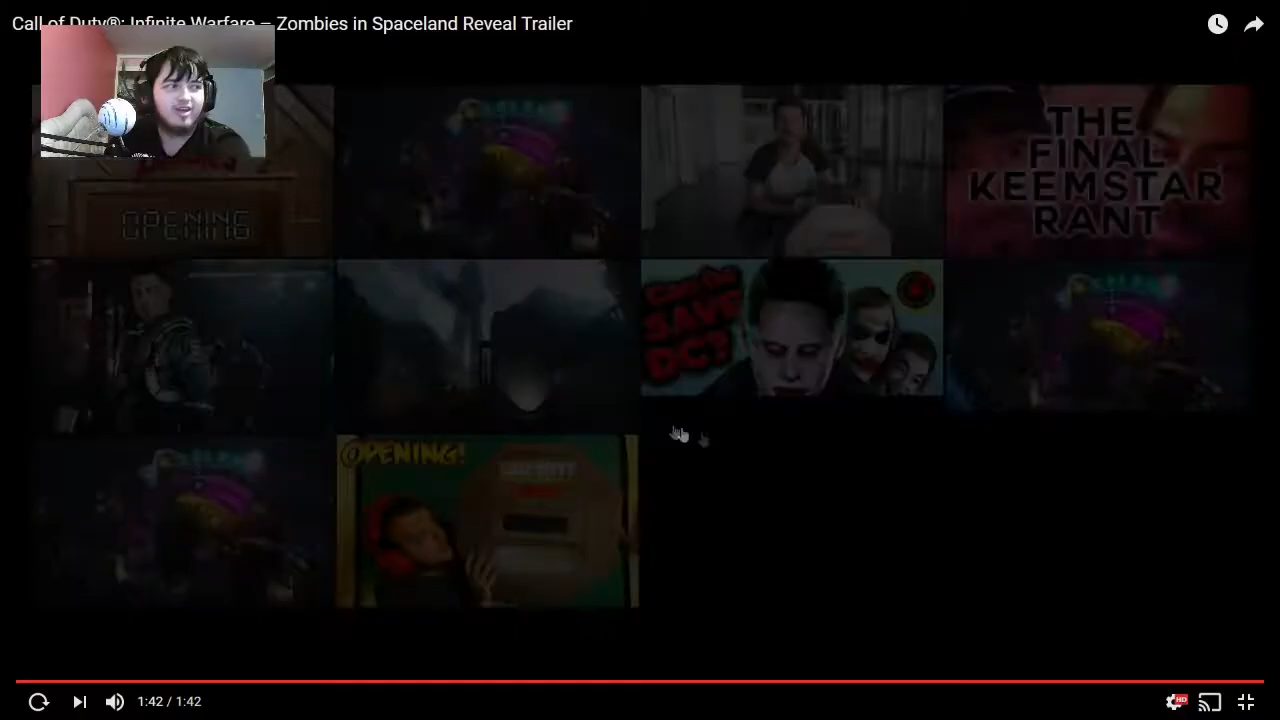 Call of Duty®: Infinite Warfare – Zombies in Spaceland Reveal Trailer
OPENING
THE
FINAL
KEEMSTAR
RANT
SAVE
DC?
OPENING!
1:42 / 1:42
HD